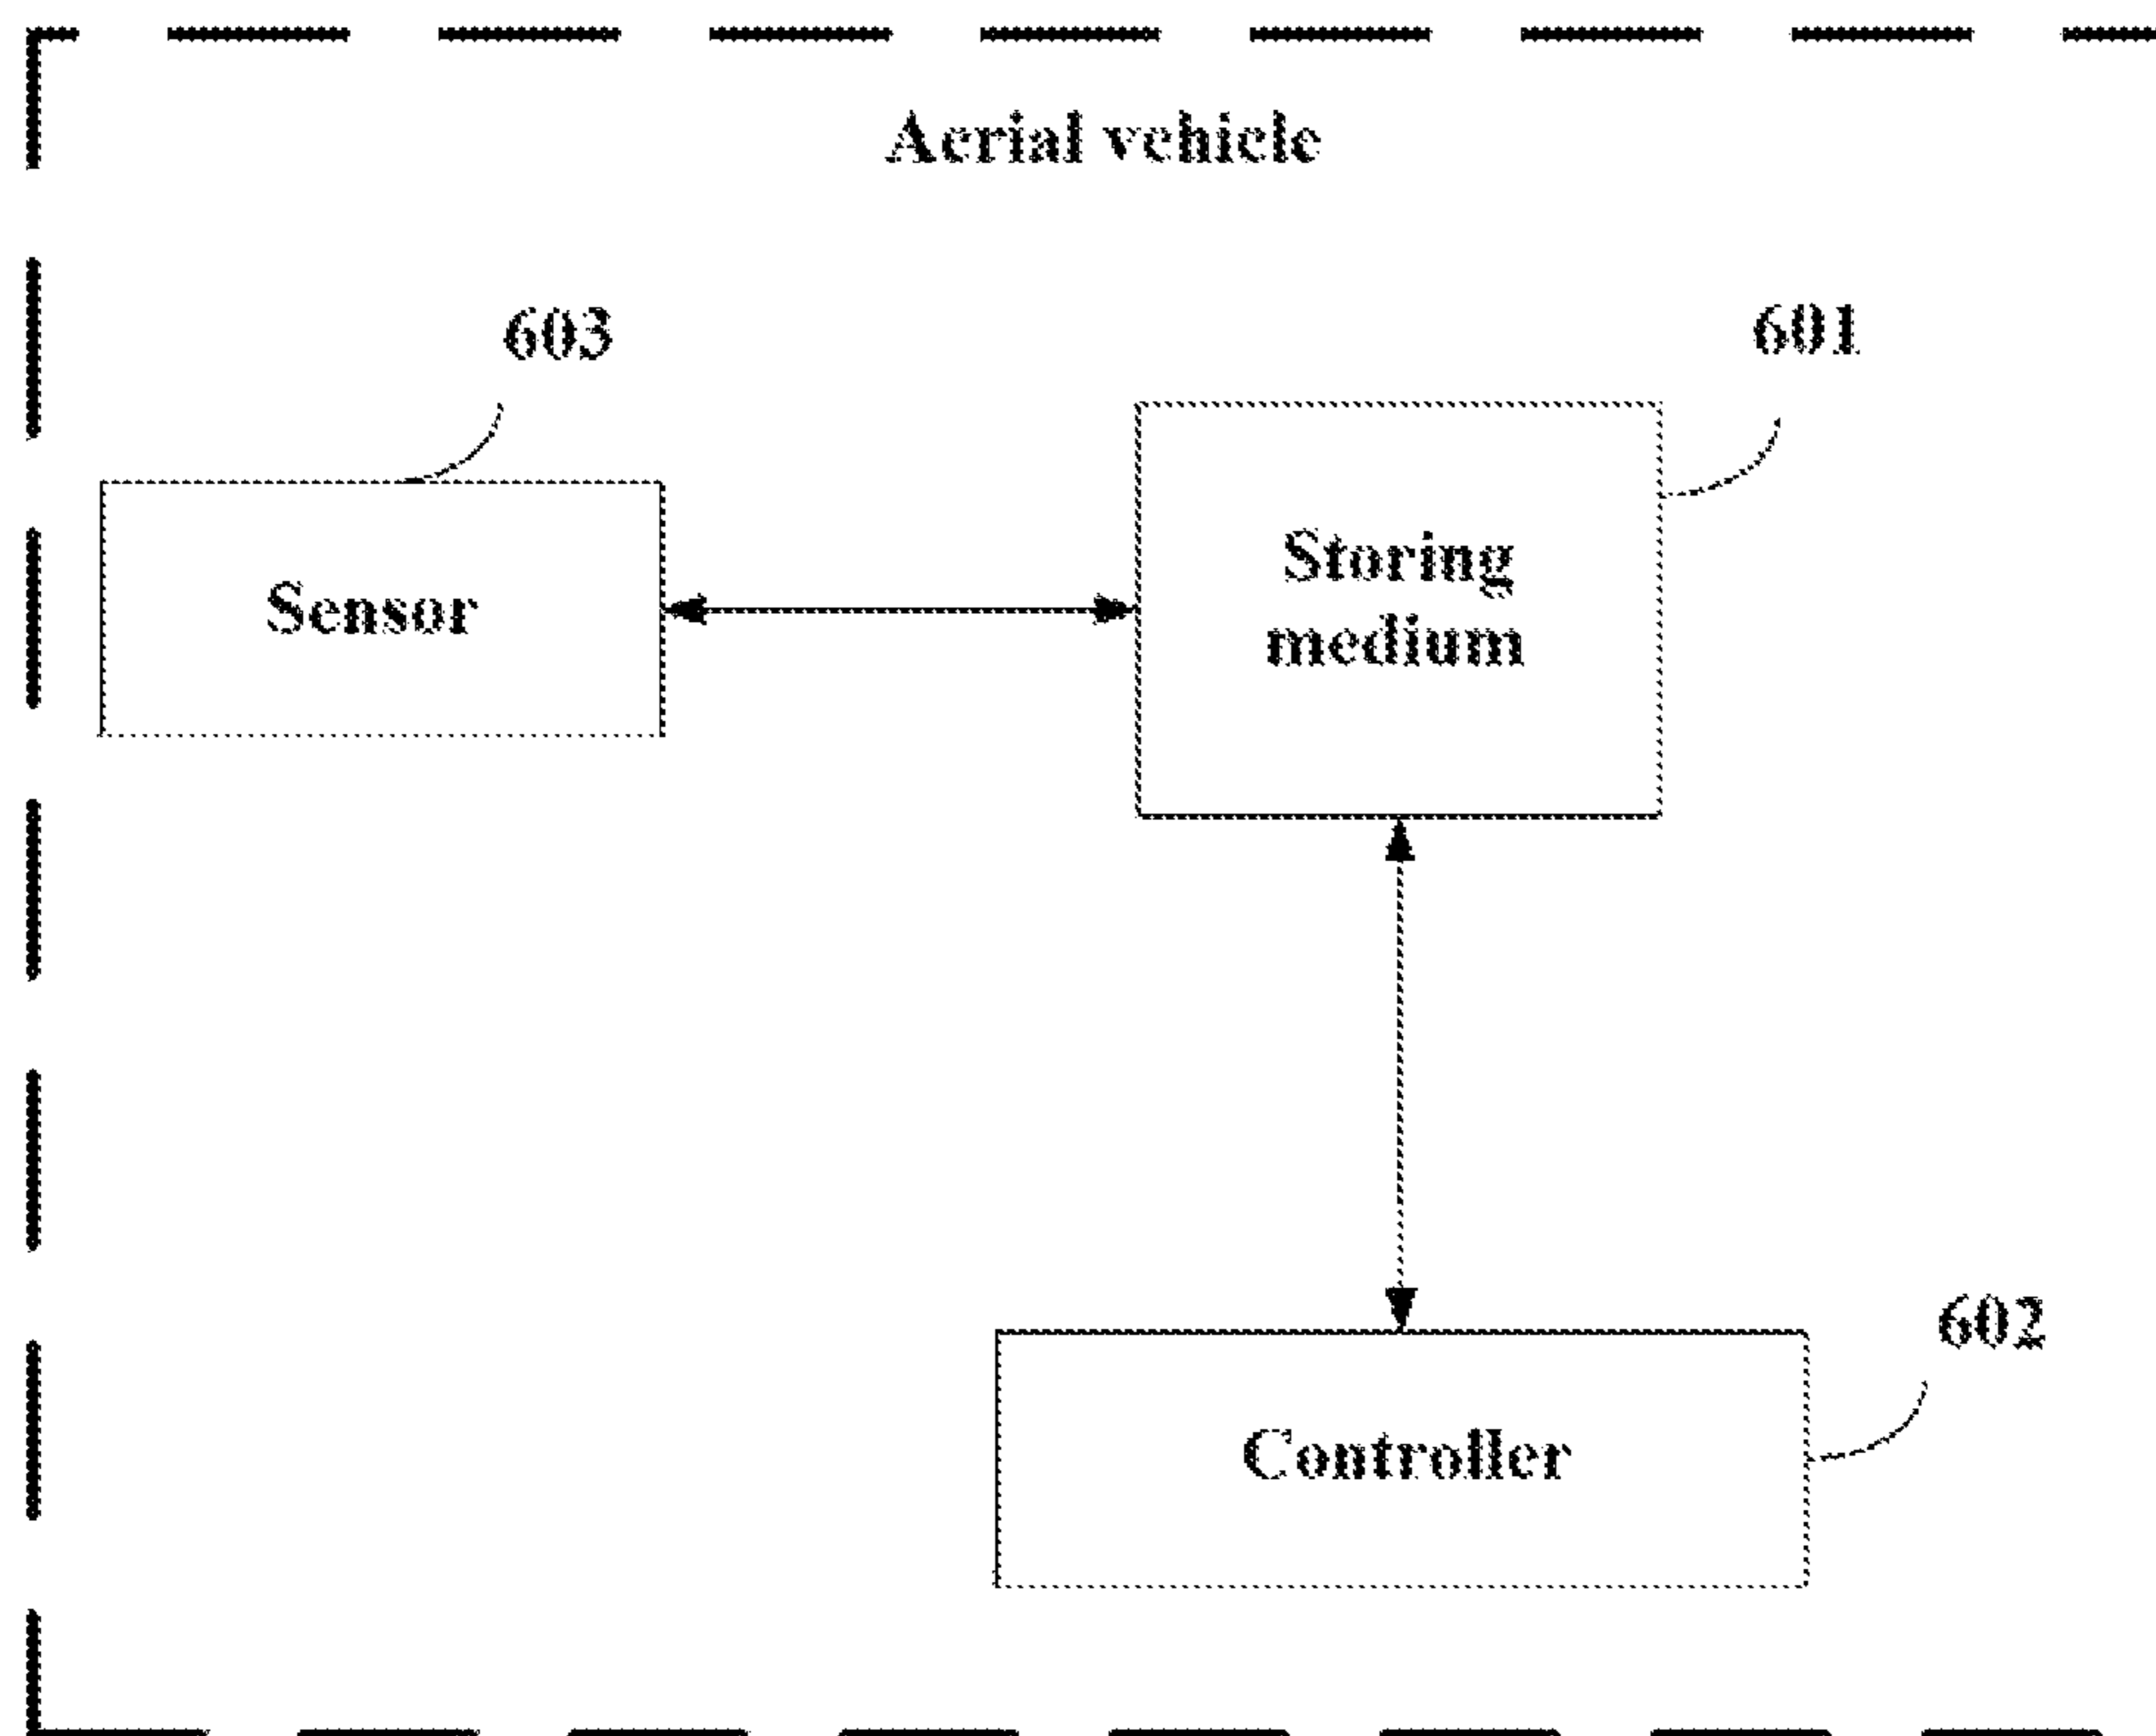 Aerial vehicle
603
601
Sensor
Storing
medium
602
Controller